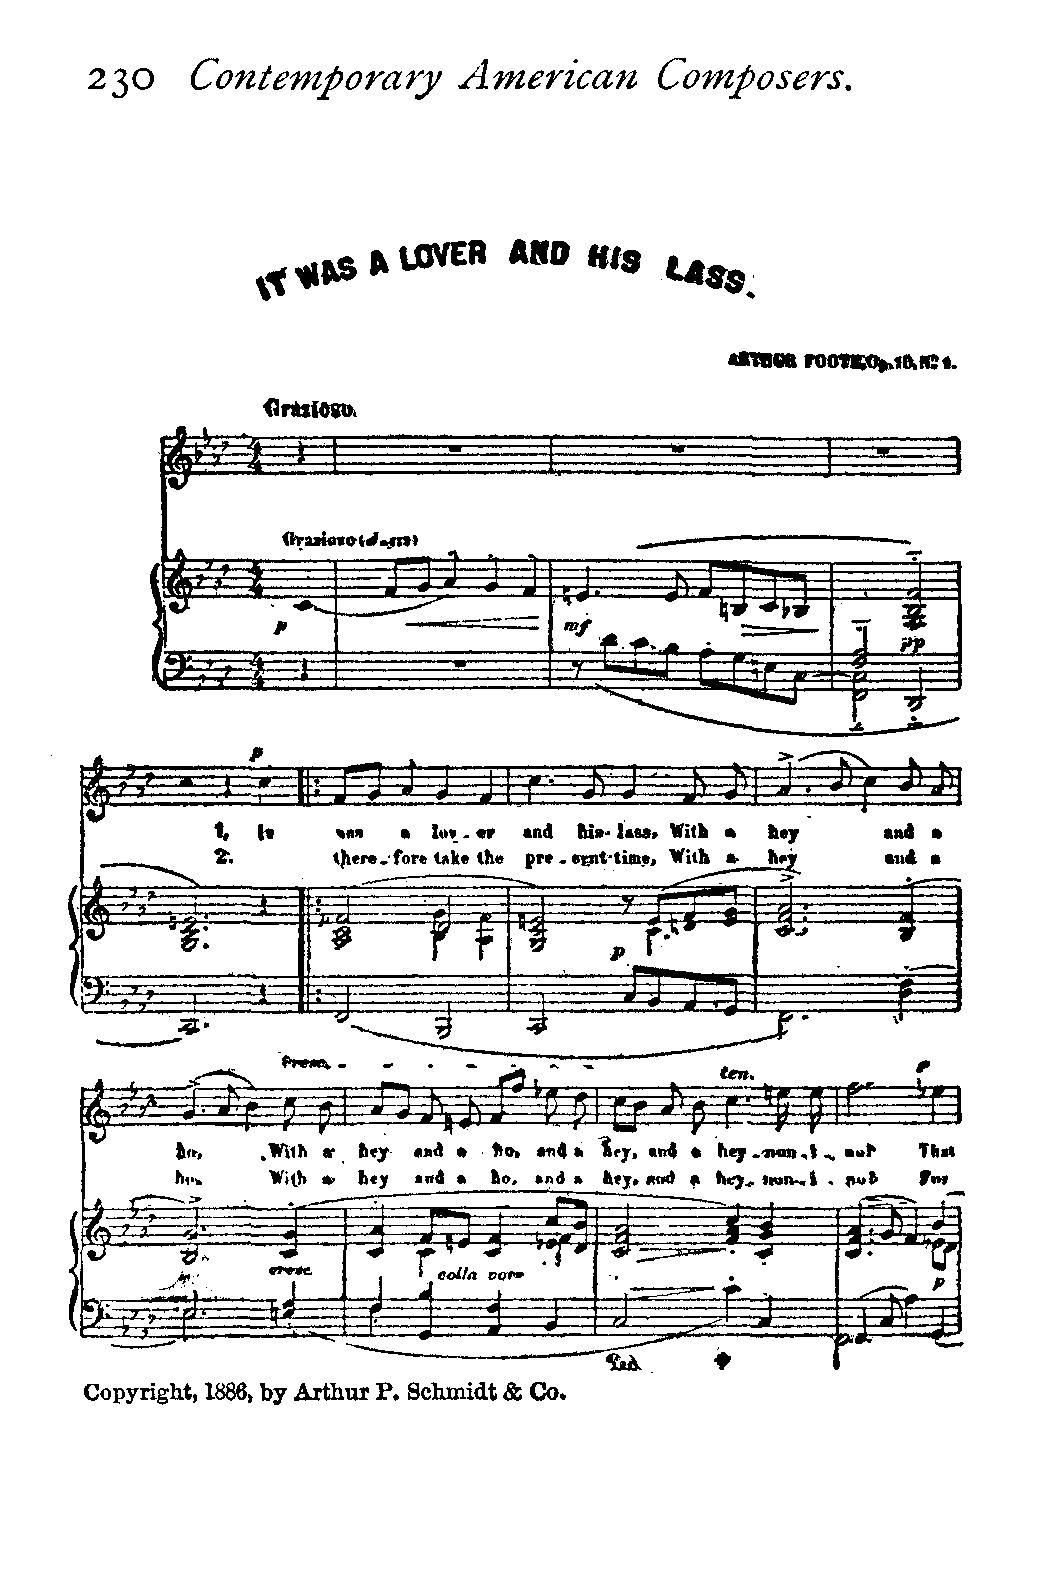 230 Contemporary American Composers.
IT WAS A LOVER AND HIS LASS.
ARTHUR FOOTE, Op. 10, No. 1.
Grazioso.
Grazioso
p
mf
pp
p
1. It was a lov - er and his lass, With a hey and a
2. there - fore take the pre - sent time, With a hey and a
p
cresc. - - - - - -
ten.
p
ho, With a hey and a ho, and a hey, and a hey - non - i - no! That
ho, With a hey and a ho, and a hey, and a hey - non - i - no! For
cresc.
colla voce
p
Ped.
Copyright, 1886, by Arthur P. Schmidt & Co.